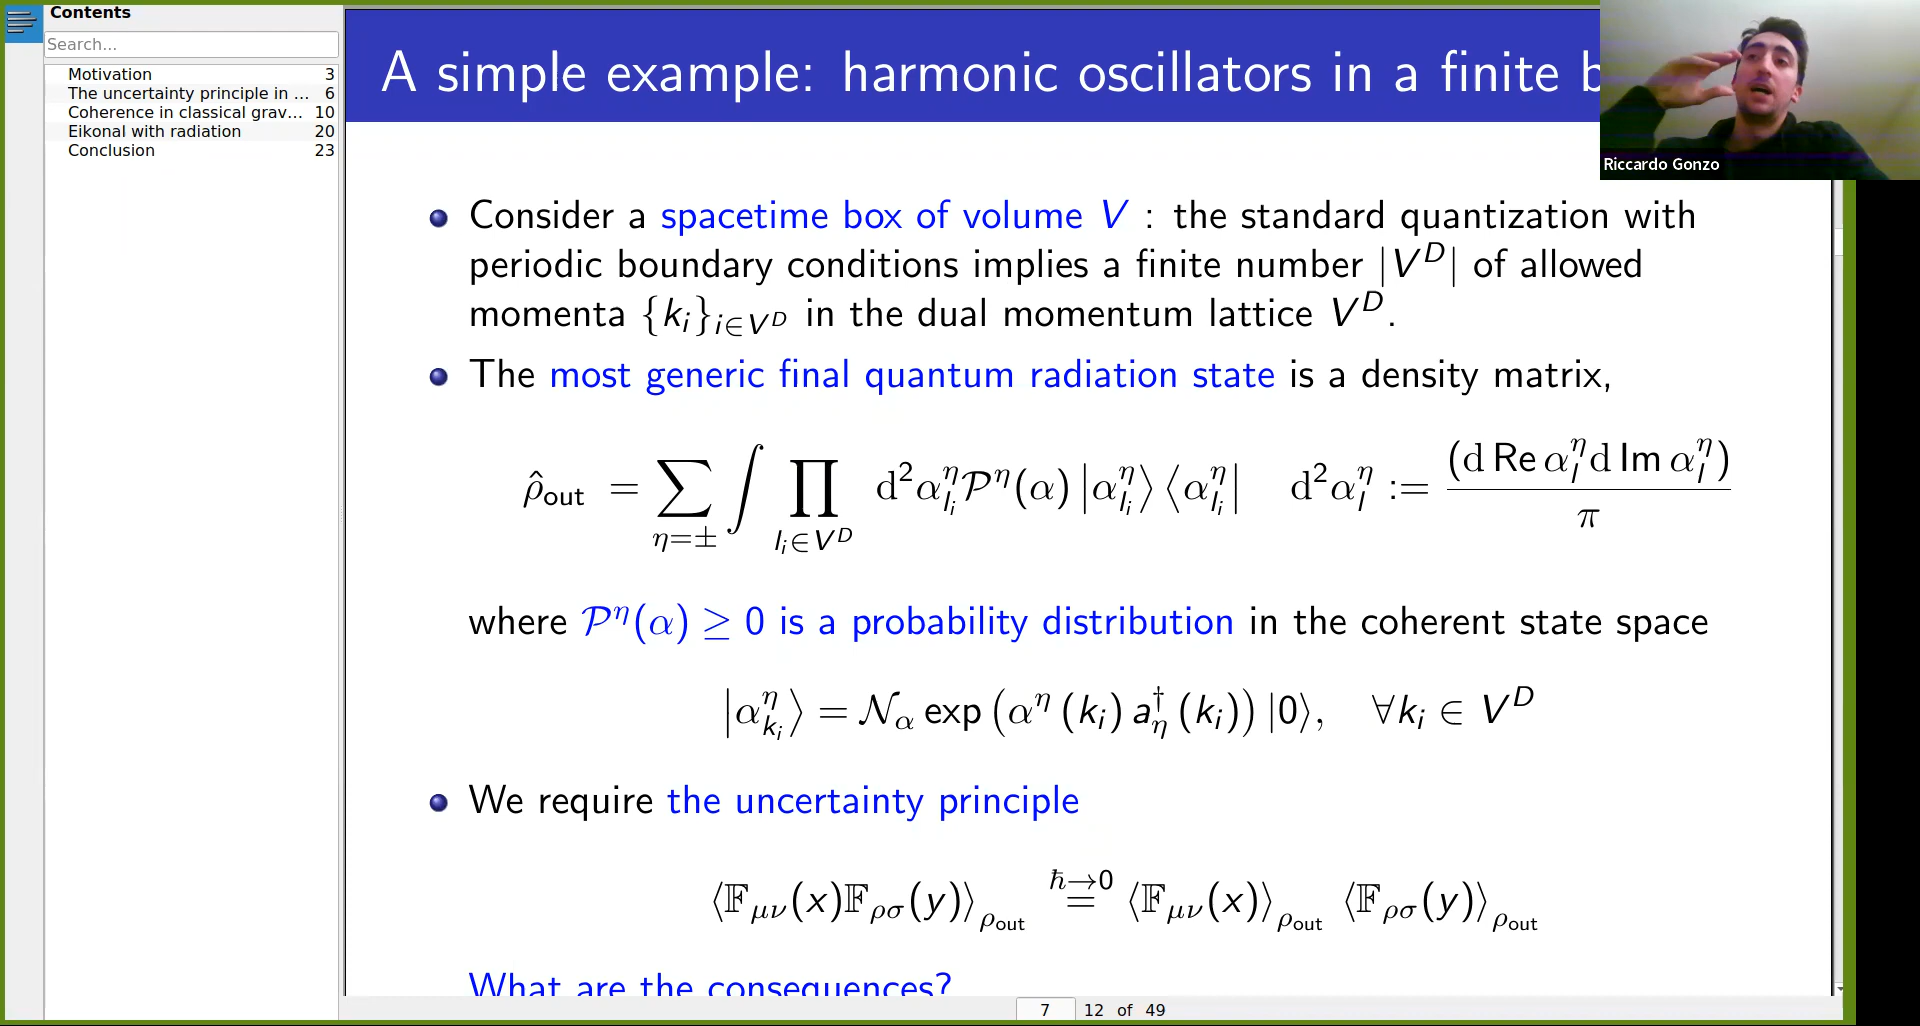 Contents
Search...
Motivation 3
The uncertainty principle in ... 6
Coherence in classical grav... 10
Eikonal with radiation 20
Conclusion 23
A simple example: harmonic oscillators in a finite b
Riccardo Gonzo
Consider a spacetime box of volume V : the standard quantization with
periodic boundary conditions implies a finite number |V^D| of allowed
momenta {k_i}_{i∈V^D} in the dual momentum lattice V^D.
The most generic final quantum radiation state is a density matrix,
ρ̂_out = ∑_{η=±} ∫ ∏_{l_i∈V^D} d²α^η_{l_i} 𝒫^η(α) |α^η_{l_i}⟩⟨α^η_{l_i}| d²α^η_l := (d Re α^η_l d Im α^η_l) / π
where 𝒫^η(α) ≥ 0 is a probability distribution in the coherent state space
|α^η_{k_i}⟩ = 𝒩_α exp (α^η (k_i) a^†_η (k_i)) |0⟩, ∀k_i ∈ V^D
We require the uncertainty principle
⟨𝔽_{μν}(x)𝔽_{ρσ}(y)⟩_{ρ_out} =^{ℏ→0} ⟨𝔽_{μν}(x)⟩_{ρ_out} ⟨𝔽_{ρσ}(y)⟩_{ρ_out}
What are the consequences?
7 12 of 49